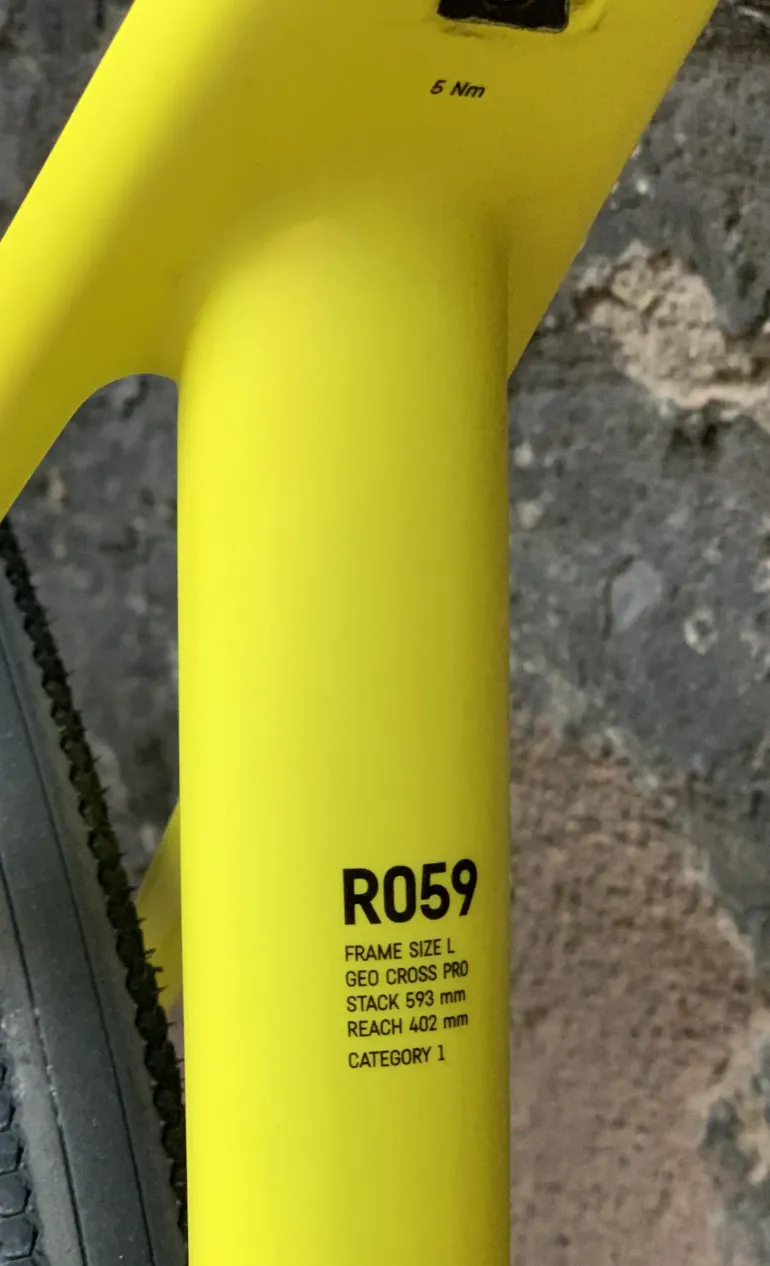 5 Nm
R059
FRAME SIZE L
GEO CROSS PRO
STACK 593 mm
REACH 402 mm
CATEGORY 1